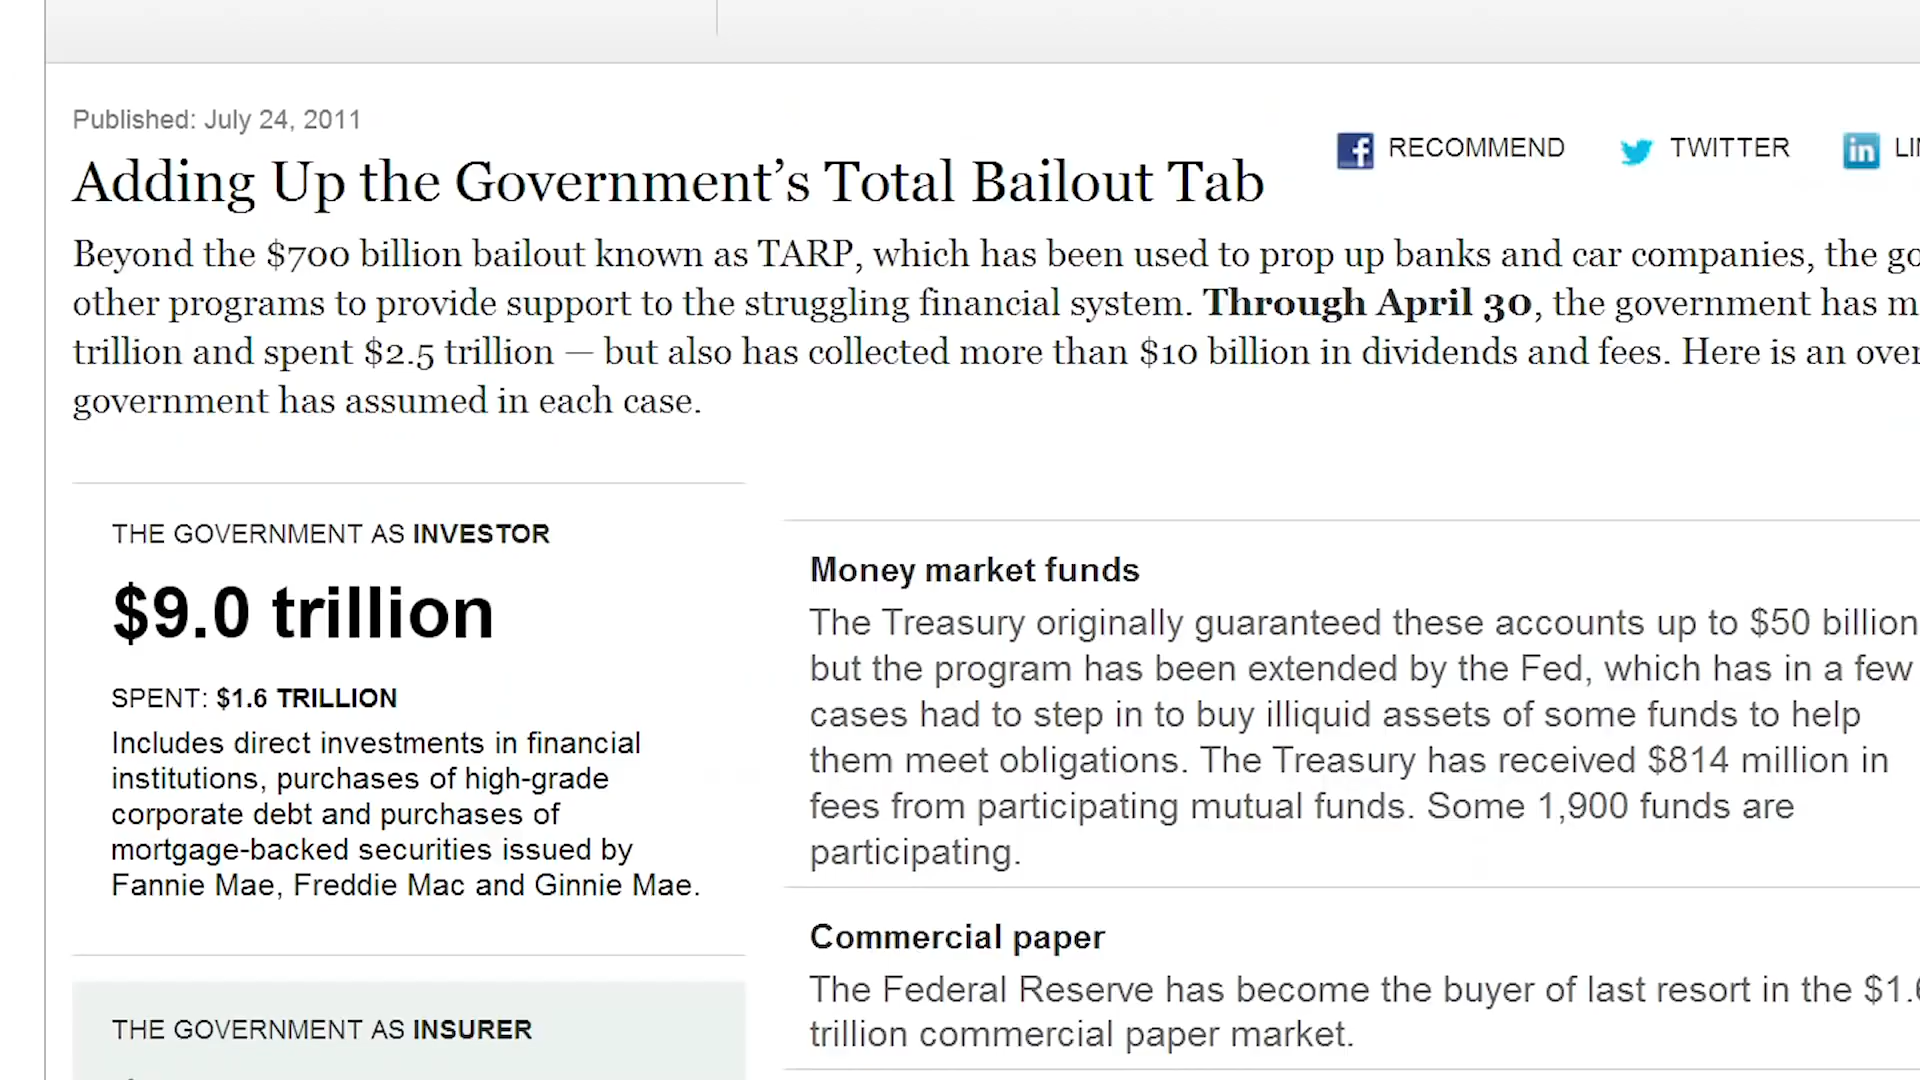 Published: July 24, 2011
RECOMMEND
TWITTER
Adding Up the Government’s Total Bailout Tab
Beyond the $700 billion bailout known as TARP, which has been used to prop up banks and car companies, the
other programs to provide support to the struggling financial system. Through April 30, the government has
trillion and spent $2.5 trillion — but also has collected more than $10 billion in dividends and fees. Here is an
government has assumed in each case.
THE GOVERNMENT AS INVESTOR
$9.0 trillion
SPENT: $1.6 TRILLION
Includes direct investments in financial
institutions, purchases of high-grade
corporate debt and purchases of
mortgage-backed securities issued by
Fannie Mae, Freddie Mac and Ginnie Mae.
THE GOVERNMENT AS INSURER
Money market funds
The Treasury originally guaranteed these accounts up to $50 billion
but the program has been extended by the Fed, which has in a few
cases had to step in to buy illiquid assets of some funds to help
them meet obligations. The Treasury has received $814 million in
fees from participating mutual funds. Some 1,900 funds are
participating.
Commercial paper
The Federal Reserve has become the buyer of last resort in the
trillion commercial paper market.